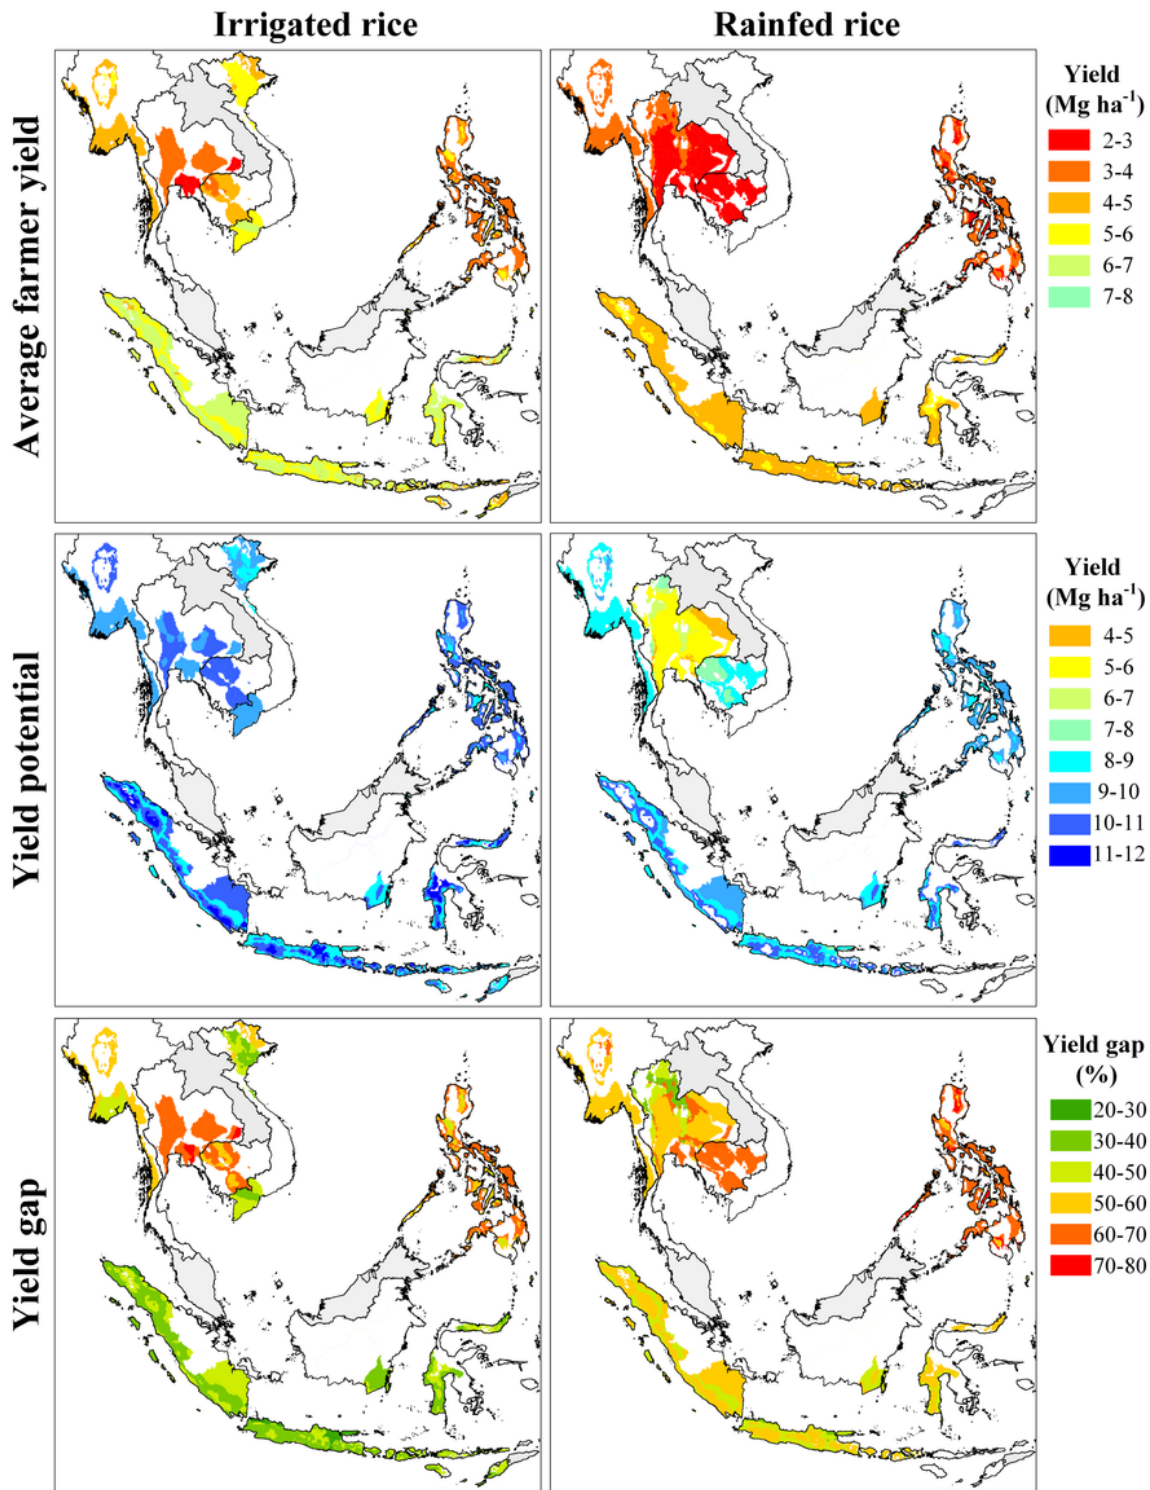 Irrigated rice
Rainfed rice
Average farmer yield
Yield
(Mg ha⁻¹)
2-3
3-4
4-5
5-6
6-7
7-8
Yield potential
Yield
(Mg ha⁻¹)
4-5
5-6
6-7
7-8
8-9
9-10
10-11
11-12
Yield gap
Yield gap
(%)
20-30
30-40
40-50
50-60
60-70
70-80